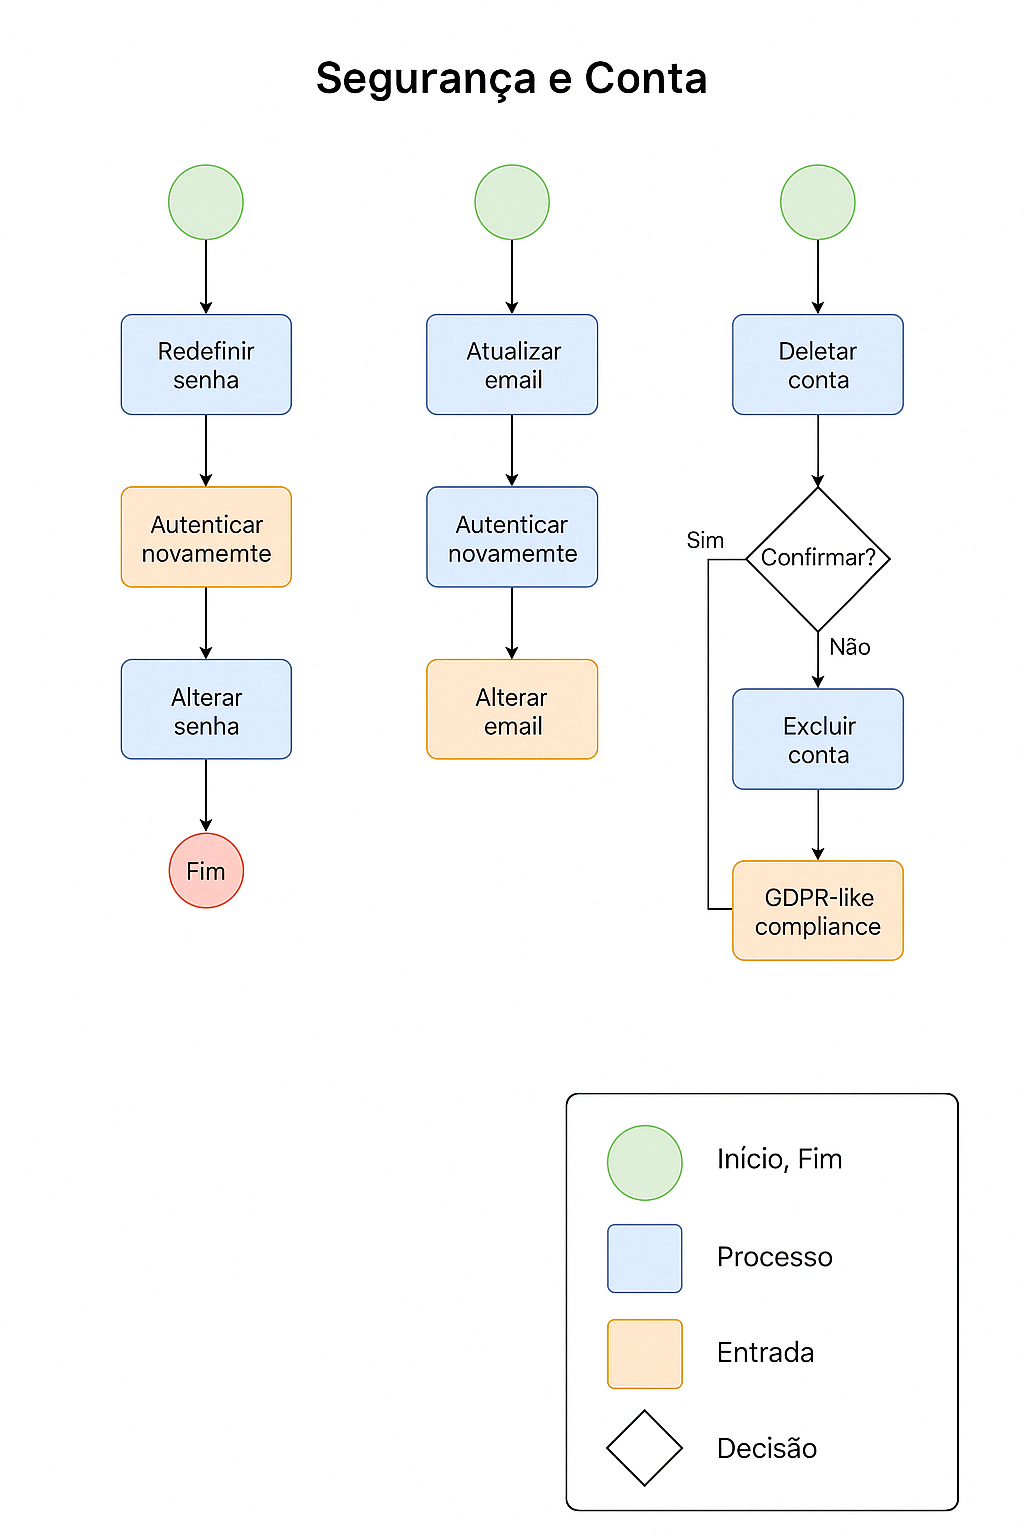 Segurança e Conta
Redefinir
senha
Autenticar
novamemte
Alterar
senha
Fim
Atualizar
email
Autenticar
novamemte
Alterar
email
Deletar
conta
Confirmar?
Sim
Não
Excluir
conta
GDPR-like
compliance
Início, Fim
Processo
Entrada
Decisão